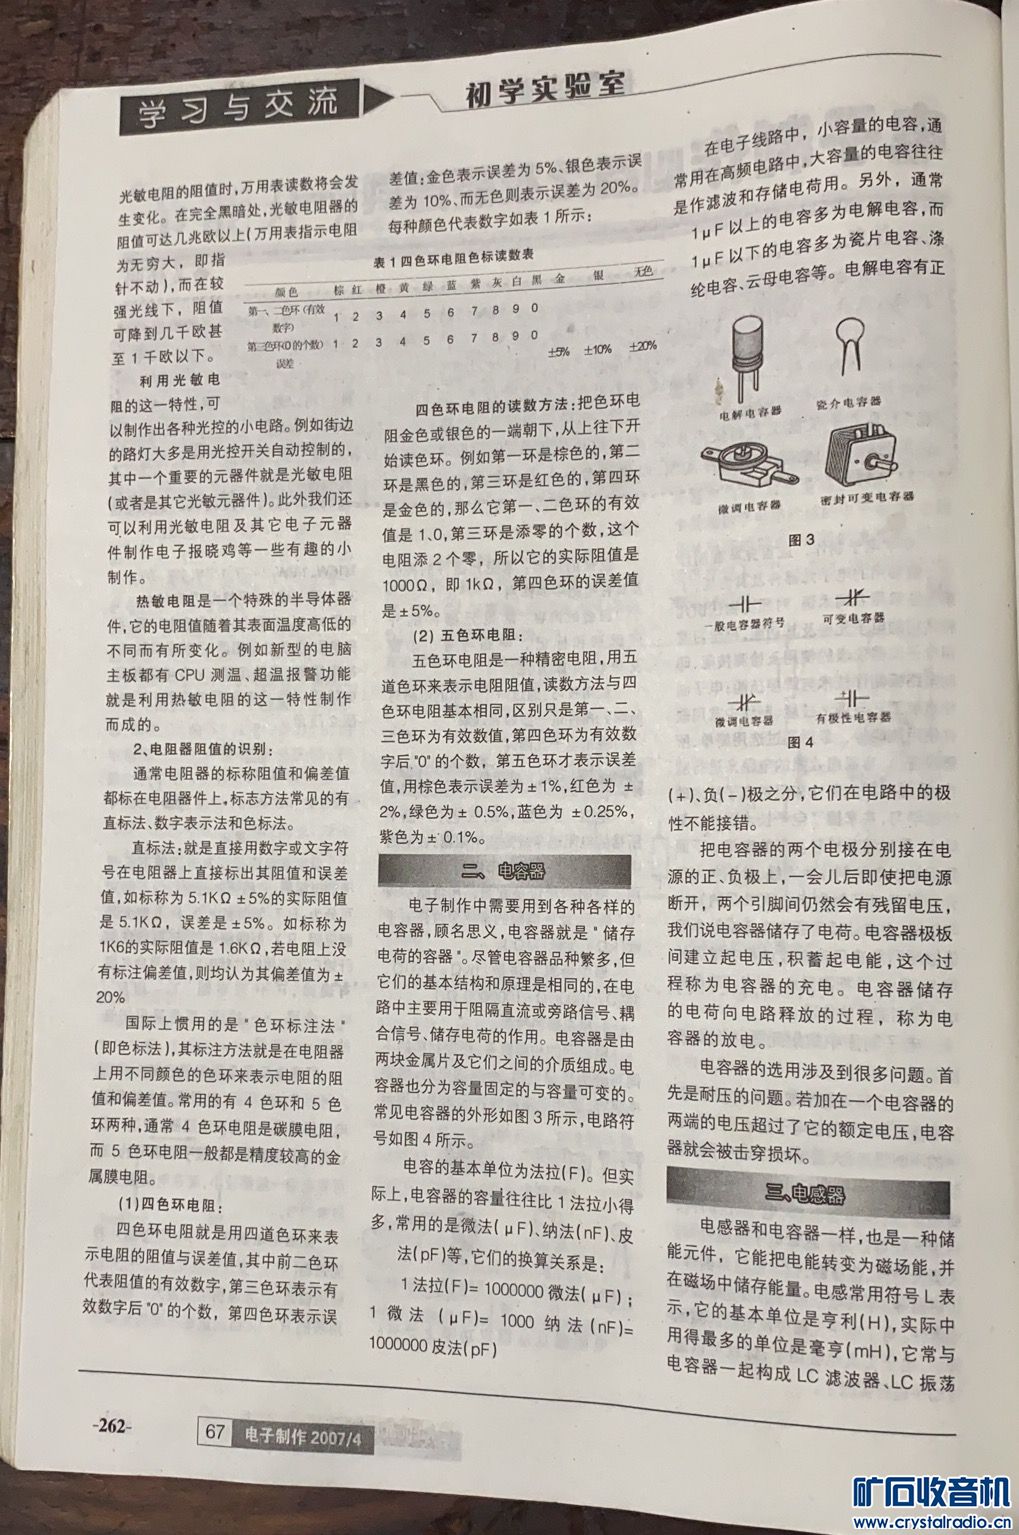 学习与交流
初学实验室
光敏电阻的阻值时,万用表读数将会发
生变化。在完全黑暗处,光敏电阻器的
阻值可达几兆欧以上(万用表指示电阻
为无穷大，即指
针不动),而在较
强光线下，阻值
可降到几千欧甚
至1千欧以下。
利用光敏电
阻的这一特性,可
以制作出各种光控的小电路。例如街边
的路灯大多是用光控开关自动控制的,
其中一个重要的元器件就是光敏电阻
(或者是其它光敏元器件)。此外我们还
可以利用光敏电阻及其它电子元器
件制作电子报晓鸡等一些有趣的小
制作。
热敏电阻是一个特殊的半导体器
件,它的电阻值随着其表面温度高低的
不同而有所变化。例如新型的电脑
主板都有CPU测温、超温报警功能
就是利用热敏电阻的这一特性制作
而成的。
2、电阻器阻值的识别:
通常电阻器的标称阻值和偏差值
都标在电阻器件上,标志方法常见的有
直标法、数字表示法和色标法。
直标法:就是直接用数字或文字符
号在电阻器上直接标出其阻值和误差
值,如标称为5.1KΩ±5%的实际阻值
是5.1KΩ，误差是±5%。如标称为
1K6的实际阻值是1.6KΩ,若电阻上没
有标注偏差值,则均认为其偏差值为±
20%
国际上惯用的是"色环标注法"
(即色标法),其标注方法就是在电阻器
上用不同颜色的色环来表示电阻的阻
值和偏差值。常用的有4色环和5色
环两种,通常4色环电阻是碳膜电阻,
而5色环电阻一般都是精度较高的金
属膜电阻。
(1)四色环电阻:
四色环电阻就是用四道色环来表
示电阻的阻值与误差值,其中前二色环
代表阻值的有效数字,第三色环表示有
效数字后"0"的个数，第四色环表示误
差值;金色表示误差为5%、银色表示误
差为10%、而无色则表示误差为20%。
每种颜色代表数字如表1所示:
表1四色环电阻色标读数表
颜色 棕 红 橙 黄 绿 蓝 紫 灰 白 黑 金 银 无色
第一、二色环(有效
数字) 1 2 3 4 5 6 7 8 9 0
第三色环(0的个数) 1 2 3 4 5 6 7 8 9 0
误差 ±5% ±10% ±20%
四色环电阻的读数方法:把色环电
阻金色或银色的一端朝下,从上往下开
始读色环。例如第一环是棕色的,第二
环是黑色的,第三环是红色的,第四环
是金色的,那么它第一、二色环的有效
值是1、0,第三环是添零的个数,这个
电阻添2个零，所以它的实际阻值是
1000Ω，即1kΩ，第四色环的误差值
是±5%。
(2)五色环电阻:
五色环电阻是一种精密电阻,用五
道色环来表示电阻阻值,读数方法与四
色环电阻基本相同,区别只是第一、二、
三色环为有效数值,第四色环为有效数
字后"0"的个数，第五色环才表示误差
值,用棕色表示误差为±1%,红色为±
2%,绿色为±0.5%,蓝色为±0.25%,
紫色为±0.1%。
二、电容器
电子制作中需要用到各种各样的
电容器,顾名思义,电容器就是"储存
电荷的容器"。尽管电容器品种繁多,但
它们的基本结构和原理是相同的,在电
路中主要用于阻隔直流或旁路信号、耦
合信号、储存电荷的作用。电容器是由
两块金属片及它们之间的介质组成。电
容器也分为容量固定的与容量可变的。
常见电容器的外形如图3所示,电路符
号如图4所示。
电容的基本单位为法拉(F)。但实
际上,电容器的容量往往比1法拉小得
多,常用的是微法(μF)、纳法(nF)、皮
法(pF)等,它们的换算关系是:
1法拉(F)=1000000微法(μF);
1微法(μF)=1000纳法(nF)=
1000000皮法(pF)
在电子线路中，小容量的电容,通
常用在高频电路中,大容量的电容往往
是作滤波和存储电荷用。另外，通常
1μF以上的电容多为电解电容,而
1μF以下的电容多为瓷片电容、涤
纶电容、云母电容等。电解电容有正
电解电容器 瓷介电容器
微调电容器 密封可变电容器
图3
一般电容器符号 可变电容器
微调电容器 有极性电容器
图4
(+)、负(-)极之分,它们在电路中的极
性不能接错。
把电容器的两个电极分别接在电
源的正、负极上,一会儿后即使把电源
断开，两个引脚间仍然会有残留电压,
我们说电容器储存了电荷。电容器极板
间建立起电压,积蓄起电能,这个过
程称为电容器的充电。电容器储存
的电荷向电路释放的过程，称为电
容器的放电。
电容器的选用涉及到很多问题。首
先是耐压的问题。若加在一个电容器的
两端的电压超过了它的额定电压,电容
器就会被击穿损坏。
三、电感器
电感器和电容器一样,也是一种储
能元件，它能把电能转变为磁场能,并
在磁场中储存能量。电感常用符号L表
示,它的基本单位是亨利(H),实际中
用得最多的单位是毫亨(mH),它常与
电容器一起构成LC滤波器、LC振荡
-262-
67 电子制作2007/4
矿石收音机
www.crystalradio.cn